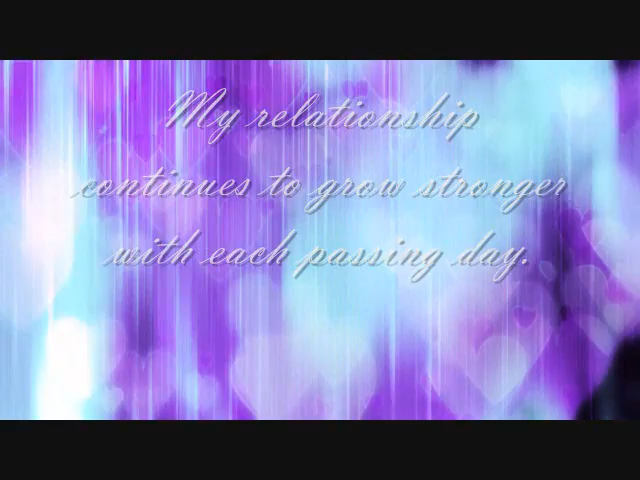 My relationship
continues to grow stronger
with each passing day.